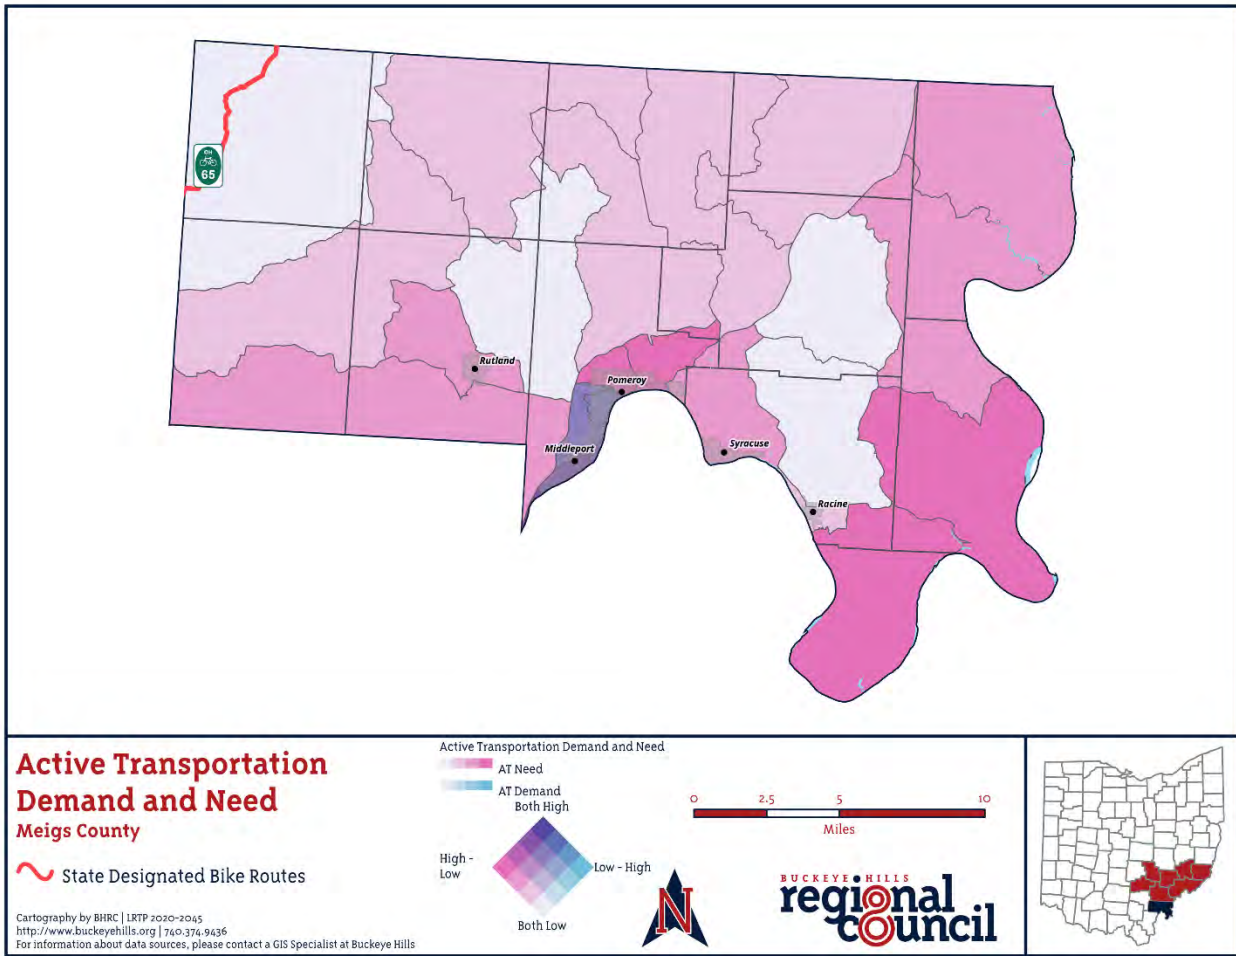 OH
65
Rutland
Pomeroy
Middleport
Syracuse
Racine
Active Transportation
Demand and Need
Meigs County
State Designated Bike Routes
Cartography by BHRC | LRTP 2020-2045
http://www.buckeyehills.org | 740.374.9436
For information about data sources, please contact a GIS Specialist at Buckeye Hills
Active Transportation Demand and Need
AT Need
AT Demand
Both High
High -
Low
Low - High
Both Low
0 2.5 5 10
Miles
N
BUCKEYE HILLS
regional
council